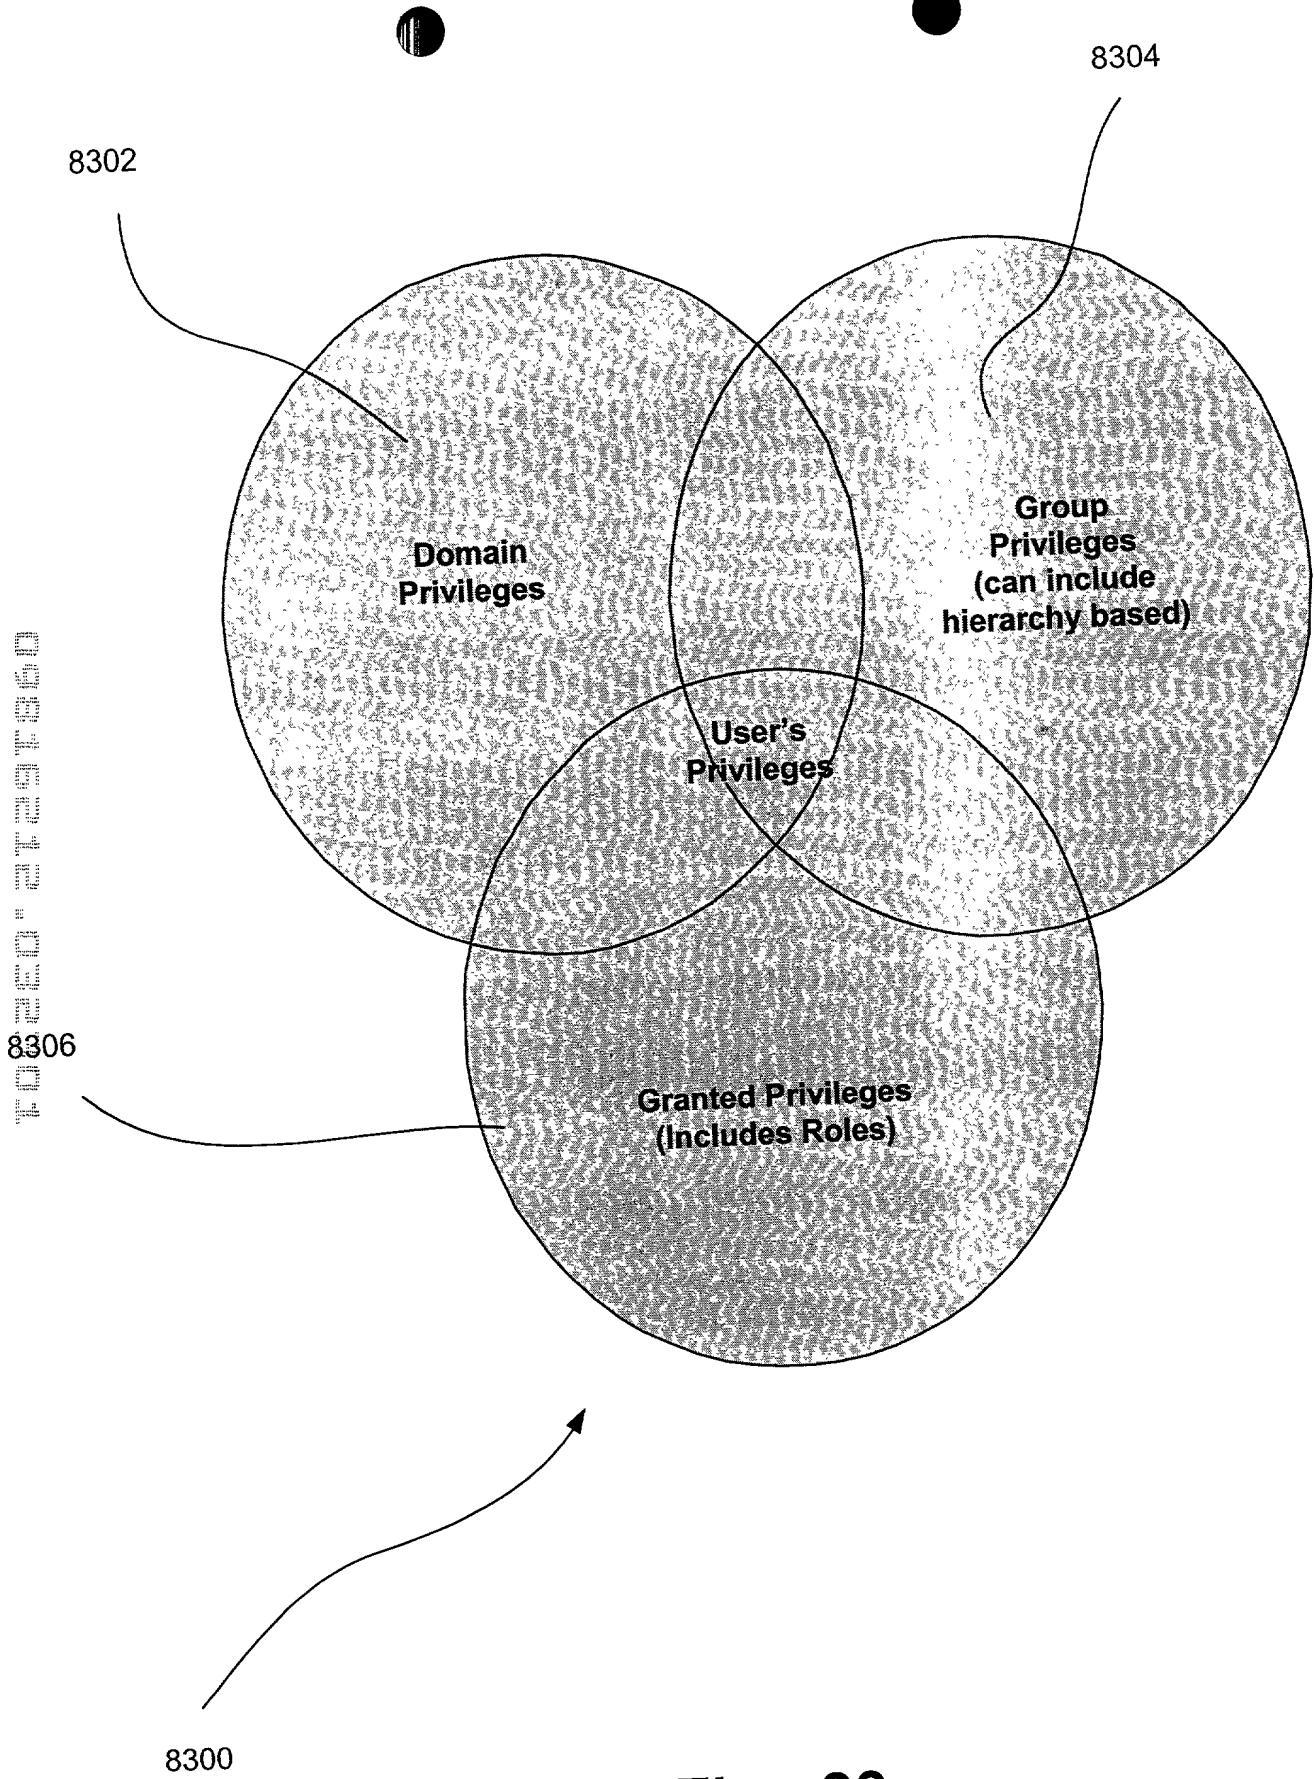 8304
8302
Domain
Privileges
Group
Privileges
(can include
hierarchy based)
User's
Privileges
8306
Granted Privileges
(Includes Roles)
8300